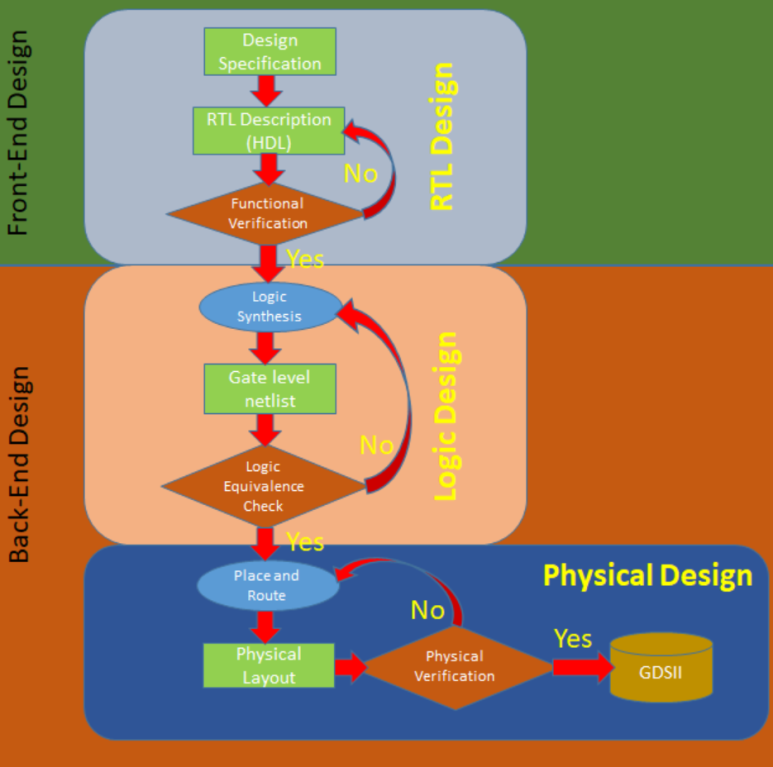 Front-End Design
Design
Specification
RTL Description
(HDL)
No
RTL Design
Functional
Verification
Yes
Back-End Design
Logic
Synthesis
Gate level
netlist
No
Logic Design
Logic
Equivalence
Check
Yes
Physical Design
Place and
Route
No
Physical
Layout
Physical
Verification
Yes
GDSII